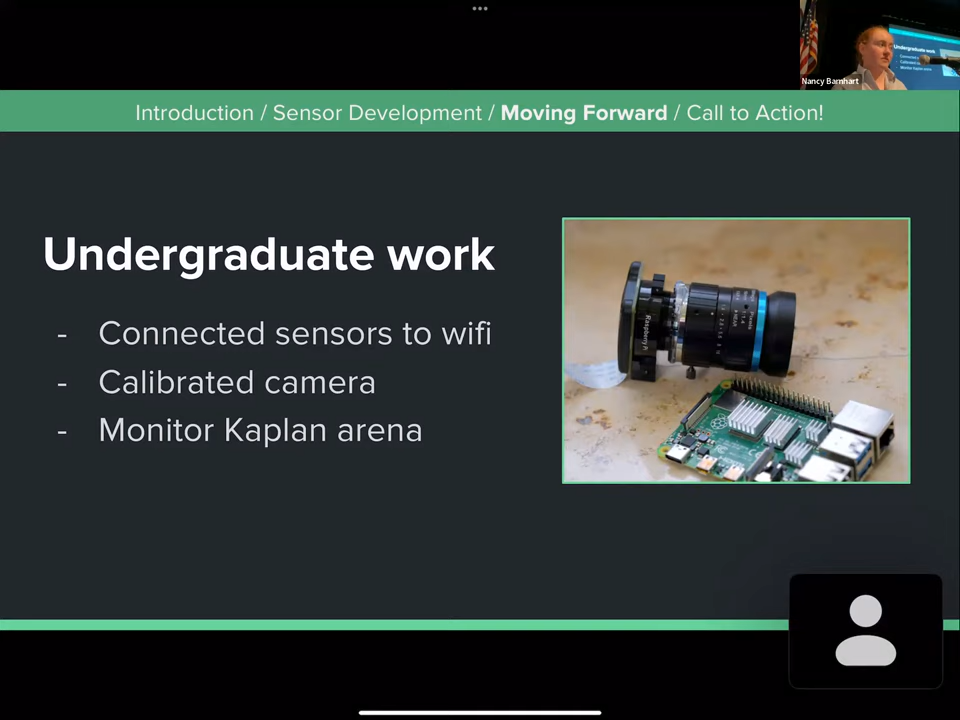 Nancy Barnhart
Introduction / Sensor Development / Moving Forward / Call to Action!
Undergraduate work
- Connected sensors to wifi
- Calibrated camera
- Monitor Kaplan arena